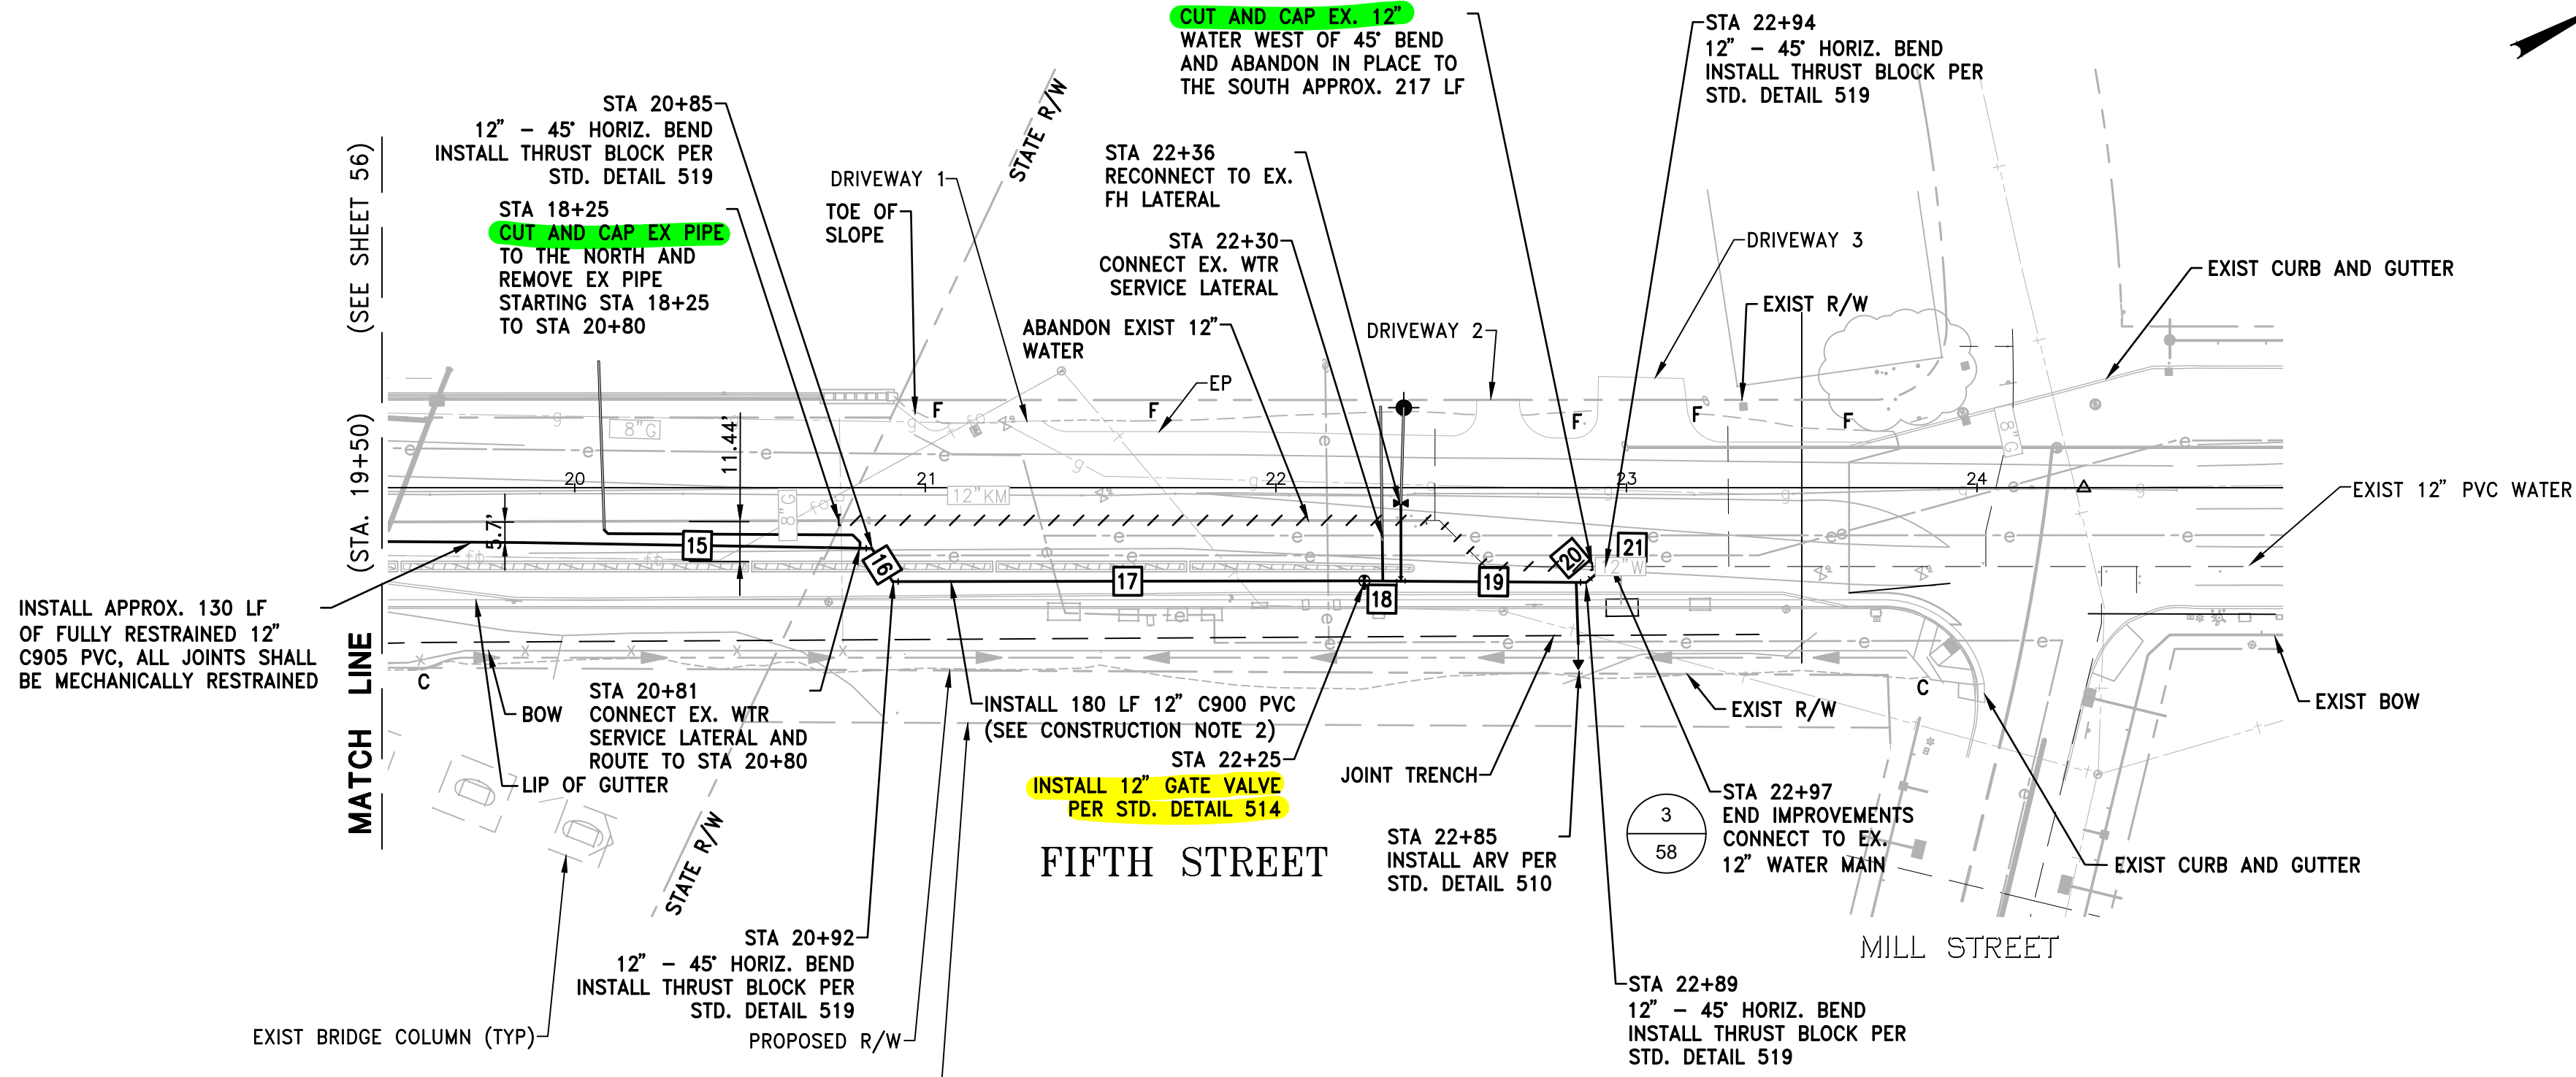 CUT AND CAP EX. 12"
WATER WEST OF 45° BEND
AND ABANDON IN PLACE TO
THE SOUTH APPROX. 217 LF
STA 22+94
12" - 45° HORIZ. BEND
INSTALL THRUST BLOCK PER
STD. DETAIL 519
STA 20+85
12" - 45° HORIZ. BEND
INSTALL THRUST BLOCK PER
STD. DETAIL 519
STATE R/W
STA 22+36
RECONNECT TO EX.
FH LATERAL
DRIVEWAY 1
TOE OF
SLOPE
STA 18+25
CUT AND CAP EX PIPE
TO THE NORTH AND
REMOVE EX PIPE
STARTING STA 18+25
TO STA 20+80
STA 22+30
CONNECT EX. WTR
SERVICE LATERAL
DRIVEWAY 3
EXIST CURB AND GUTTER
EXIST R/W
ABANDON EXIST 12"
WATER
DRIVEWAY 2
EP
MATCH LINE (STA. 19+50) (SEE SHEET 56)
F
F
F
F
F
8"G
11.44'
8"G
20
21
22
23
24
12"KM
8"G
EXIST 12" PVC WATER
5.7'
15
16
17
18
19
20
21
12"W
INSTALL APPROX. 130 LF
OF FULLY RESTRAINED 12"
C905 PVC, ALL JOINTS SHALL
BE MECHANICALLY RESTRAINED
C
C
BOW
LIP OF GUTTER
STA 20+81
CONNECT EX. WTR
SERVICE LATERAL AND
ROUTE TO STA 20+80
INSTALL 180 LF 12" C900 PVC
(SEE CONSTRUCTION NOTE 2)
STA 22+25
INSTALL 12" GATE VALVE
PER STD. DETAIL 514
EXIST R/W
EXIST BOW
JOINT TRENCH
STA 22+97
END IMPROVEMENTS
CONNECT TO EX.
12" WATER MAIN
3
58
STA 22+85
INSTALL ARV PER
STD. DETAIL 510
FIFTH STREET
EXIST CURB AND GUTTER
STATE R/W
STA 20+92
12" - 45° HORIZ. BEND
INSTALL THRUST BLOCK PER
STD. DETAIL 519
MILL STREET
STA 22+89
12" - 45° HORIZ. BEND
INSTALL THRUST BLOCK PER
STD. DETAIL 519
EXIST BRIDGE COLUMN (TYP)
PROPOSED R/W